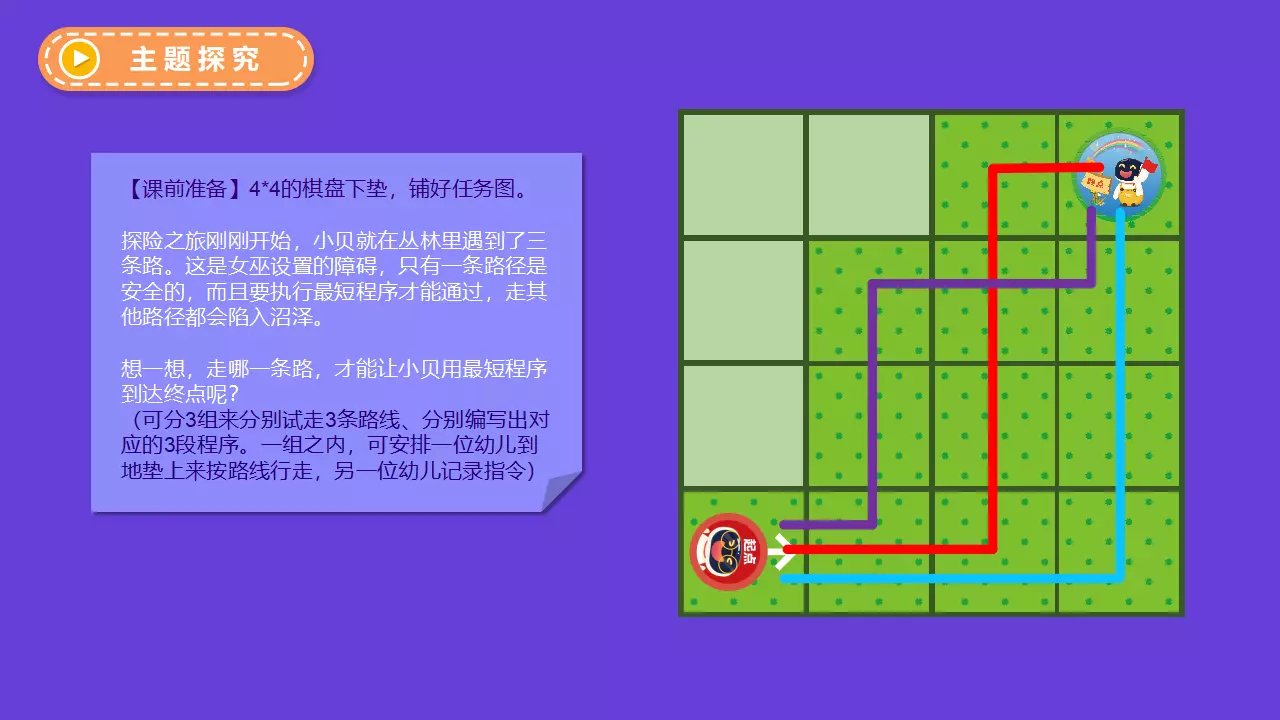 主题探究
【课前准备】4*4的棋盘下垫，铺好任务图。
探险之旅刚刚开始，小贝就在丛林里遇到了三
条路。这是女巫设置的障碍，只有一条路径是
安全的，而且要执行最短程序才能通过，走其
他路径都会陷入沼泽。
想一想，走哪一条路，才能让小贝用最短程序
到达终点呢？
（可分3组来分别试走3条路线、分别编写出对
应的3段程序。一组之内，可安排一位幼儿到
地垫上来按路线行走，另一位幼儿记录指令）
终点
起点